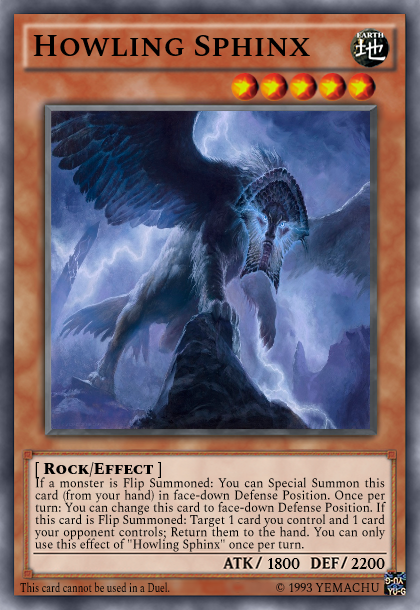 HOWLING SPHINX
EARTH
地
[ ROCK/EFFECT ]
If a monster is Flip Summoned: You can Special Summon this
card (from your hand) in face-down Defense Position. Once per
turn: You can change this card to face-down Defense Position. If
this card is Flip Summoned: Target 1 card you control and 1 card
your opponent controls; Return them to the hand. You can only
use this effect of "Howling Sphinx" once per turn.
ATK / 1800 DEF / 2200
This card cannot be used in a Duel.
© 1993 YEMACHU